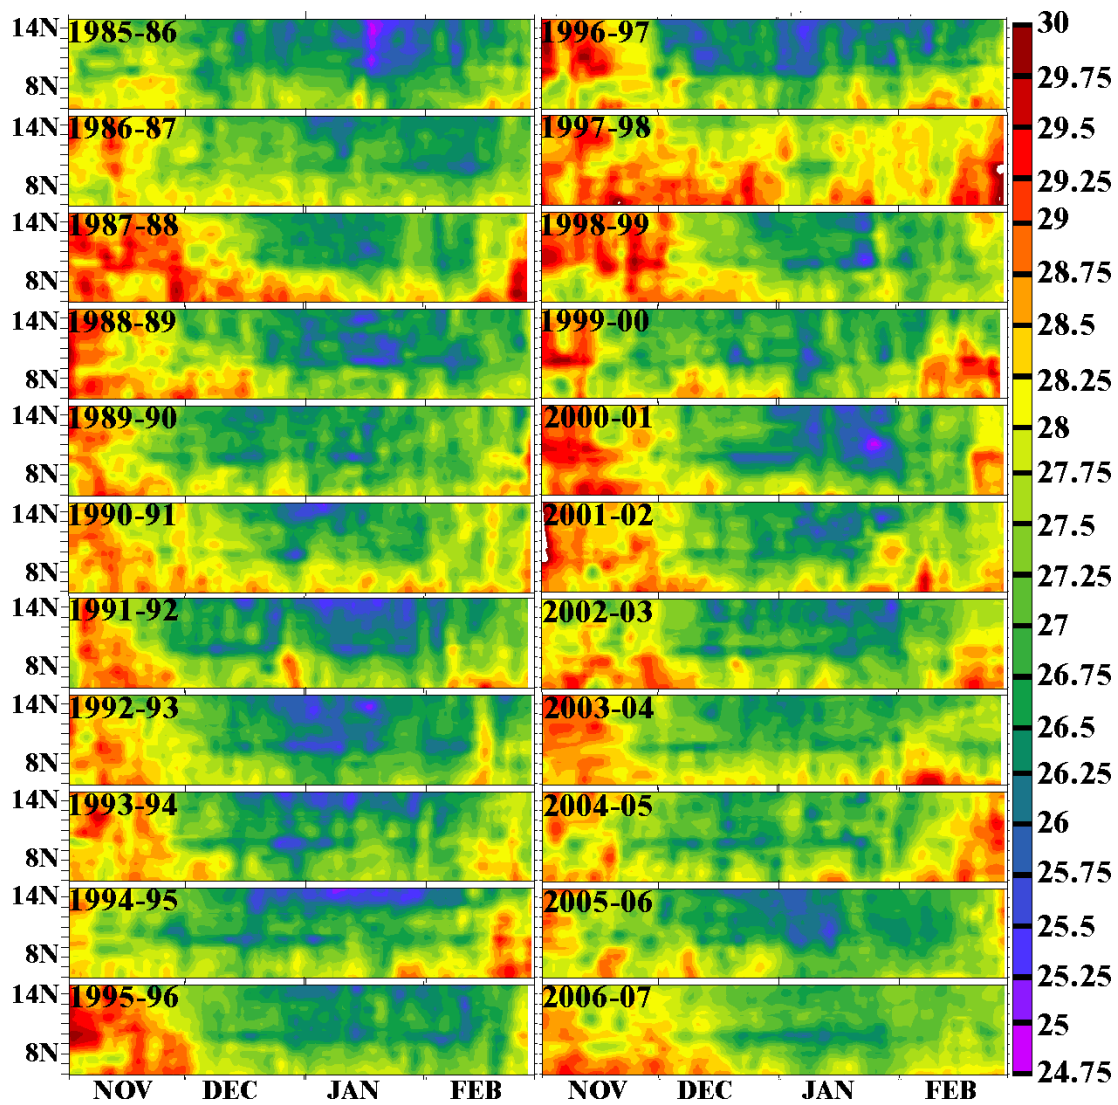 14N 1985-86 1996-97 30
8N 29.75
14N 1986-87 1997-98 29.5
8N 29.25
14N 1987-88 1998-99 29
8N 28.75
14N 1988-89 1999-00 28.5
8N 28.25
14N 1989-90 2000-01 28
8N 27.75
14N 1990-91 2001-02 27.5
8N 27.25
14N 1991-92 2002-03 27
8N 26.75
14N 1992-93 2003-04 26.5
8N 26.25
14N 1993-94 2004-05 26
8N 25.75
14N 1994-95 2005-06 25.5
8N 25.25
14N 1995-96 2006-07 25
8N 24.75
NOV DEC JAN FEB NOV DEC JAN FEB